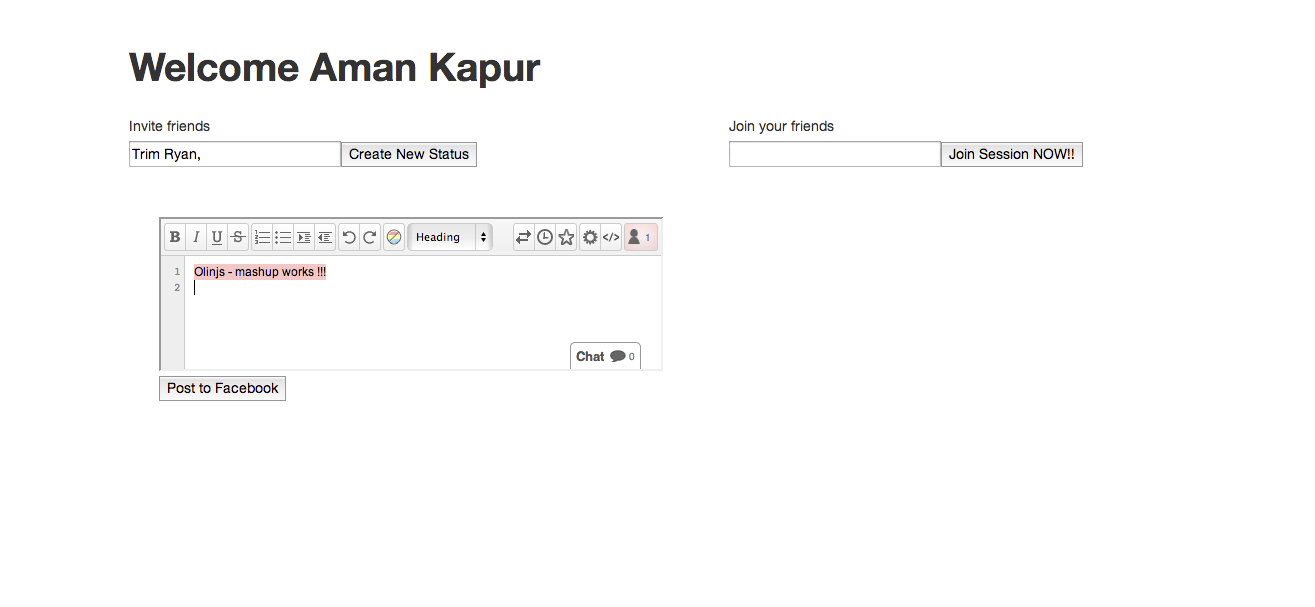 Welcome Aman Kapur
Invite friends
Trim Ryan,
Create New Status
Join your friends
Join Session NOW!!
B I U S
Heading
</> 1
1 Olinjs - mashup works !!!
2
Chat 0
Post to Facebook